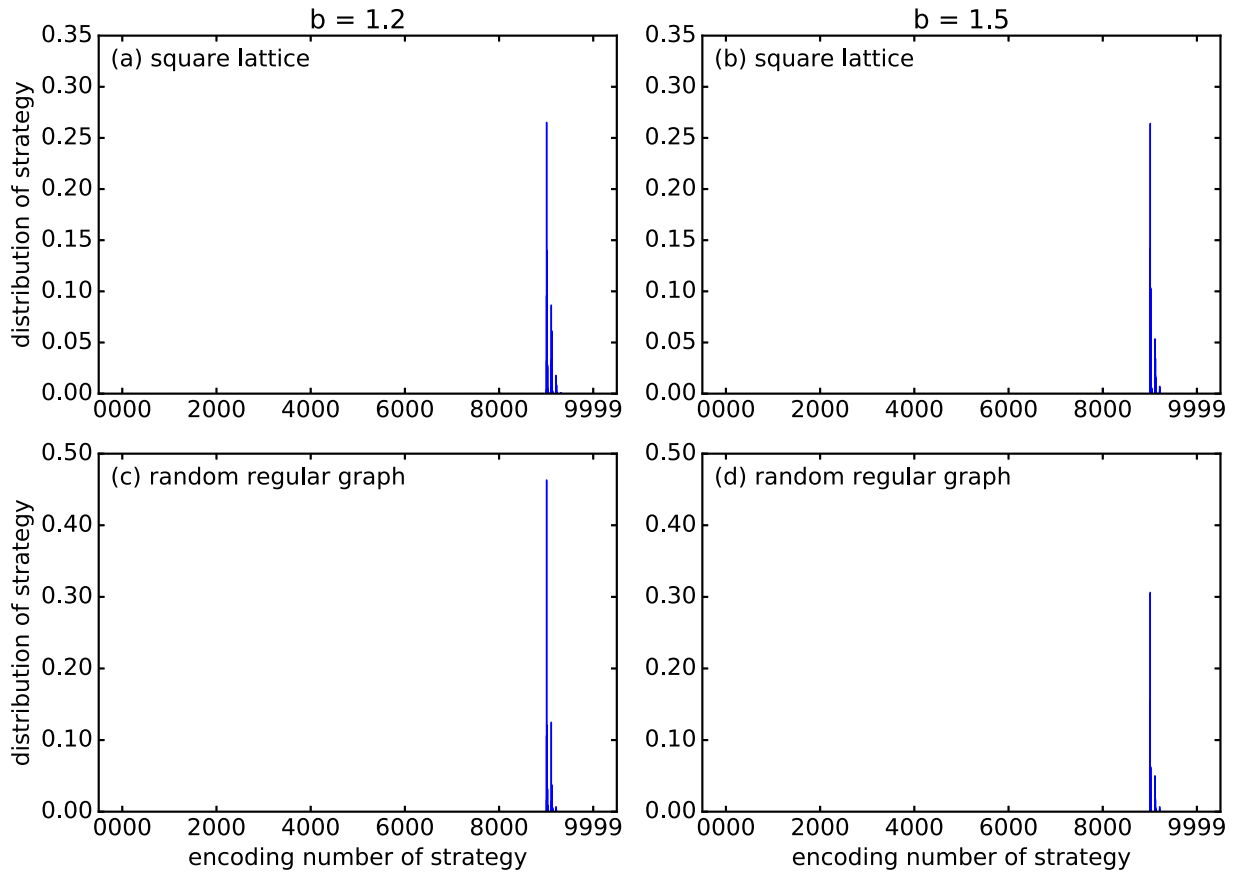 b = 1.2
b = 1.5
0.35
(a) square lattice
0.30
0.25
0.20
0.15
0.10
0.05
0.00
distribution of strategy
0000 2000 4000 6000 8000 9999
0.35
(b) square lattice
0.30
0.25
0.20
0.15
0.10
0.05
0.00
0000 2000 4000 6000 8000 9999
0.50
(c) random regular graph
0.40
0.30
0.20
0.10
0.00
distribution of strategy
0000 2000 4000 6000 8000 9999
encoding number of strategy
0.50
(d) random regular graph
0.40
0.30
0.20
0.10
0.00
0000 2000 4000 6000 8000 9999
encoding number of strategy